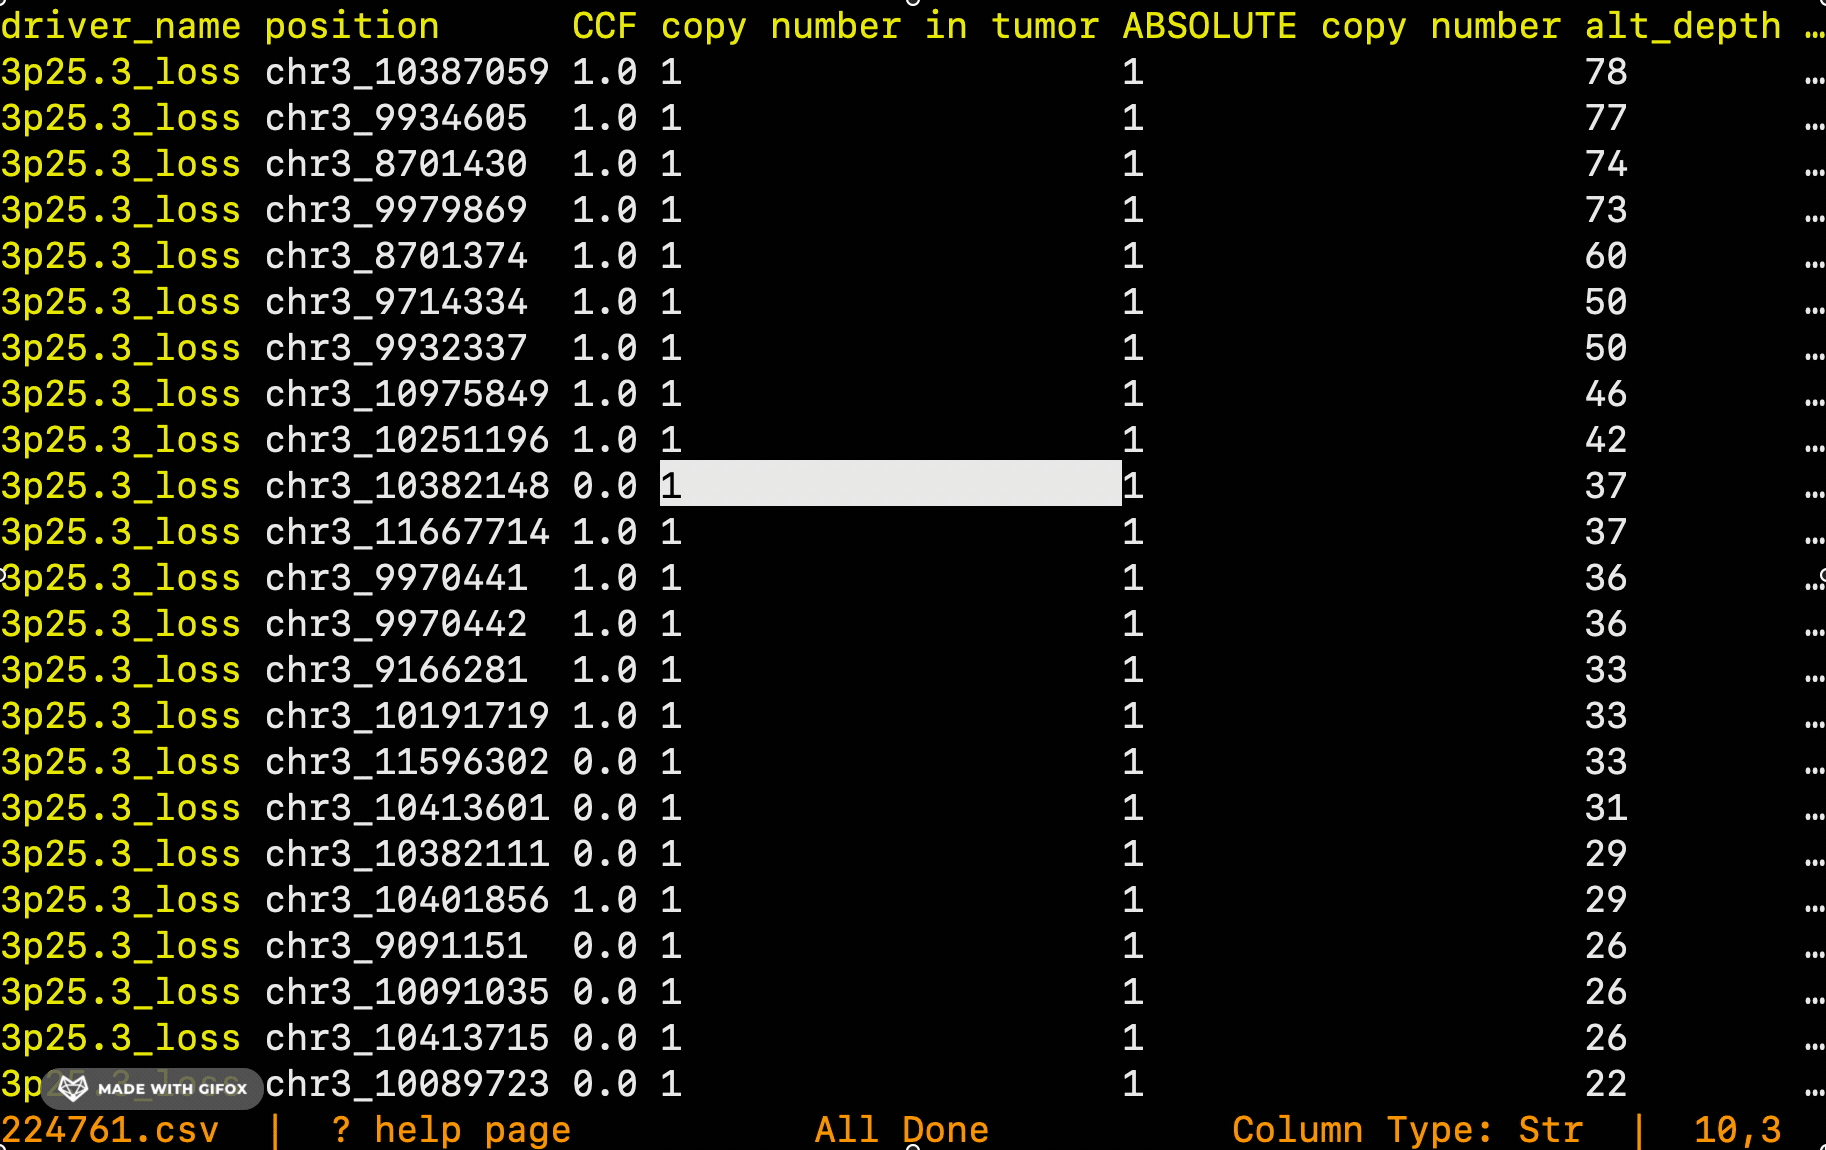 driver_name position CCF copy number in tumor ABSOLUTE copy number alt_depth …
3p25.3_loss chr3_10387059 1.0 1 1 78 …
3p25.3_loss chr3_9934605 1.0 1 1 77 …
3p25.3_loss chr3_8701430 1.0 1 1 74 …
3p25.3_loss chr3_9979869 1.0 1 1 73 …
3p25.3_loss chr3_8701374 1.0 1 1 60 …
3p25.3_loss chr3_9714334 1.0 1 1 50 …
3p25.3_loss chr3_9932337 1.0 1 1 50 …
3p25.3_loss chr3_10975849 1.0 1 1 46 …
3p25.3_loss chr3_10251196 1.0 1 1 42 …
3p25.3_loss chr3_10382148 0.0 1 1 37 …
3p25.3_loss chr3_11667714 1.0 1 1 37 …
3p25.3_loss chr3_9970441 1.0 1 1 36 …
3p25.3_loss chr3_9970442 1.0 1 1 36 …
3p25.3_loss chr3_9166281 1.0 1 1 33 …
3p25.3_loss chr3_10191719 1.0 1 1 33 …
3p25.3_loss chr3_11596302 0.0 1 1 33 …
3p25.3_loss chr3_10413601 0.0 1 1 31 …
3p25.3_loss chr3_10382111 0.0 1 1 29 …
3p25.3_loss chr3_10401856 1.0 1 1 29 …
3p25.3_loss chr3_9091151 0.0 1 1 26 …
3p25.3_loss chr3_10091035 0.0 1 1 26 …
3p25.3_loss chr3_10413715 0.0 1 1 26 …
3p25.3_loss chr3_10089723 0.0 1 1 22 …
MADE WITH GIFOX
224761.csv | ? help page All Done Column Type: Str | 10,3